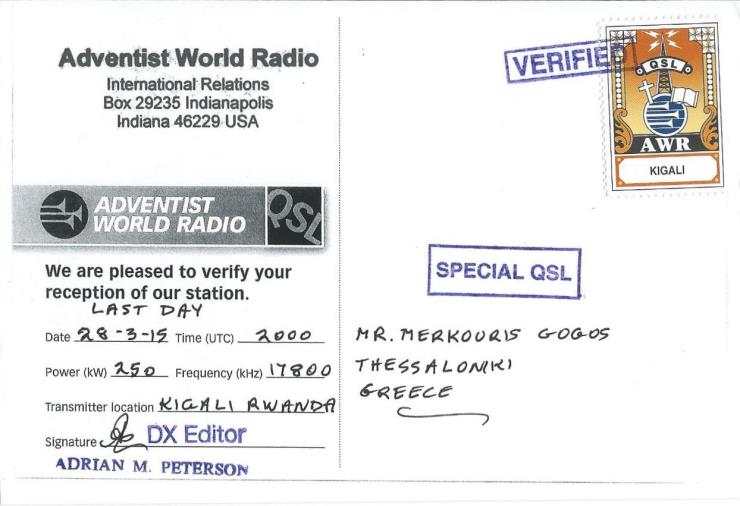 Adventist World Radio
International Relations
Box 29235 Indianapolis
Indiana 46229 USA
ADVENTIST
WORLD RADIO
QSL
We are pleased to verify your
reception of our station.
LAST DAY
Date 28-3-15 Time (UTC) 2000
Power (kW) 250 Frequency (kHz) 17800
Transmitter location KIGALI RWANDA
Signature DX Editor
ADRIAN M. PETERSON
VERIFIED
QSL
AWR
KIGALI
SPECIAL QSL
MR. MERKOURIS GOGOS
THESSALONIKI
GREECE